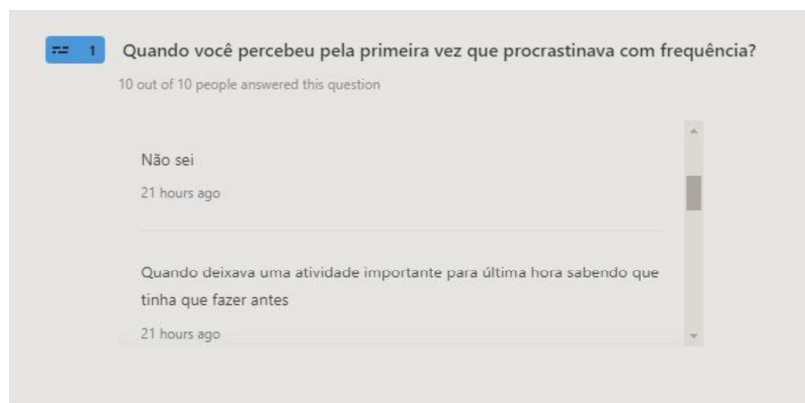 1 Quando você percebeu pela primeira vez que procrastinava com frequência?
10 out of 10 people answered this question
Não sei
21 hours ago
Quando deixava uma atividade importante para última hora sabendo que
tinha que fazer antes
21 hours ago